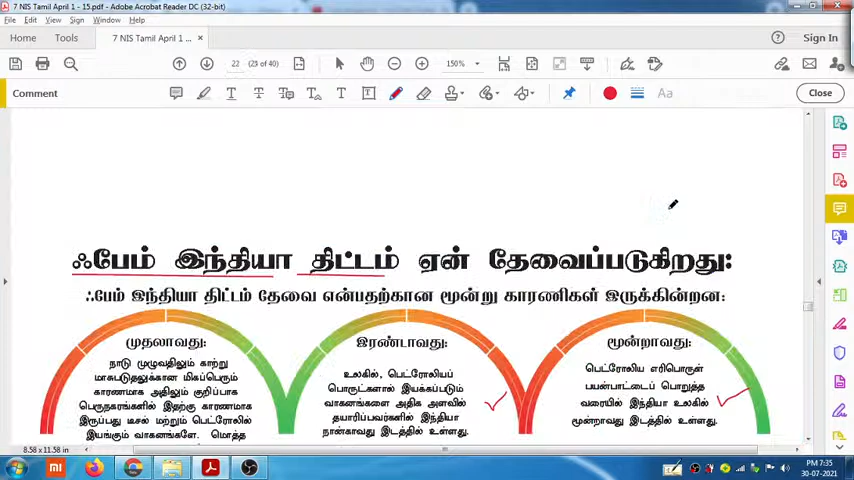 7 NIS Tamil April 1 - 15.pdf - Adobe Acrobat Reader DC (32-bit)
File Edit View Sign Window Help
Home Tools 7 NIS Tamil April 1 ... × Sign In
22 (23 of 40) 150%
Comment Close
ஃபேம் இந்தியா திட்டம் ஏன் தேவைப்படுகிறது:
ஃபேம் இந்தியா திட்டம் தேவை என்பதற்கான மூன்று காரணிகள் இருக்கின்றன:
முதலாவது:
நாடு முழுவதிலும் காற்று
மாசுபடுதலுக்கான மிகப்பெரும்
காரணமாக அதிலும் குறிப்பாக
பெருநகரங்களில் இதற்கு காரணமாக
இருப்பது டீசல் மற்றும் பெட்ரோலில்
இயங்கும் வாகனங்களே. மொத்த
இரண்டாவது:
உலகில், பெட்ரோலியப்
பொருட்களால் இயக்கப்படும்
வாகனங்களை அதிக அளவில்
தயாரிப்பவர்களில் இந்தியா
நான்காவது இடத்தில் உள்ளது.
மூன்றாவது:
பெட்ரோலிய எரிபொருள்
பயன்பாட்டைப் பொறுத்த
வரையில் இந்தியா உலகில்
மூன்றாவது இடத்தில் உள்ளது.
8.58 x 11.58 in
PM 7:35
30-07-2021